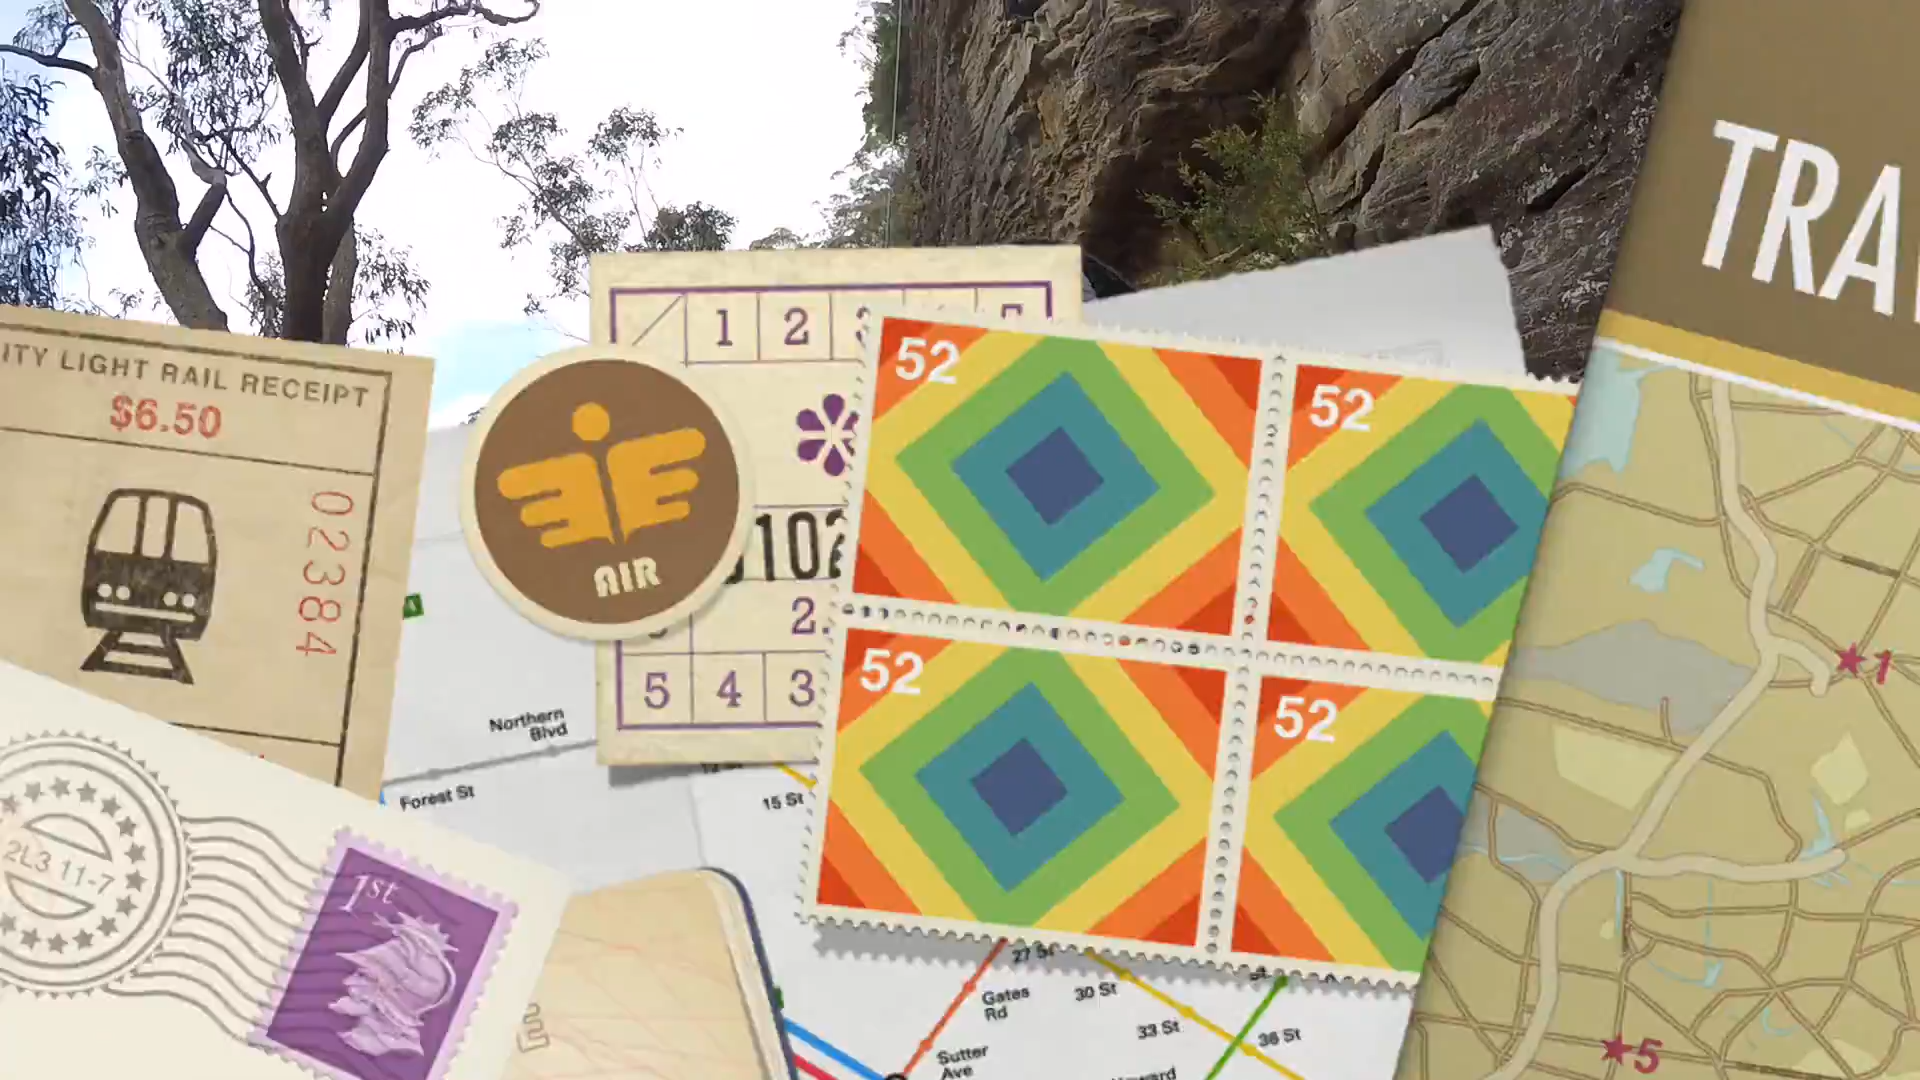 ITY LIGHT RAIL RECEIPT
$6.50
02384
2L3 11-7
1st
AIR
1 2
102
2
5 4 3
52
52
52
52
TRA
1
5
Northern
Blvd
Forest St
15 St
27 St
Gates
Rd
30 St
33 St
36 St
Sutter
Ave
E